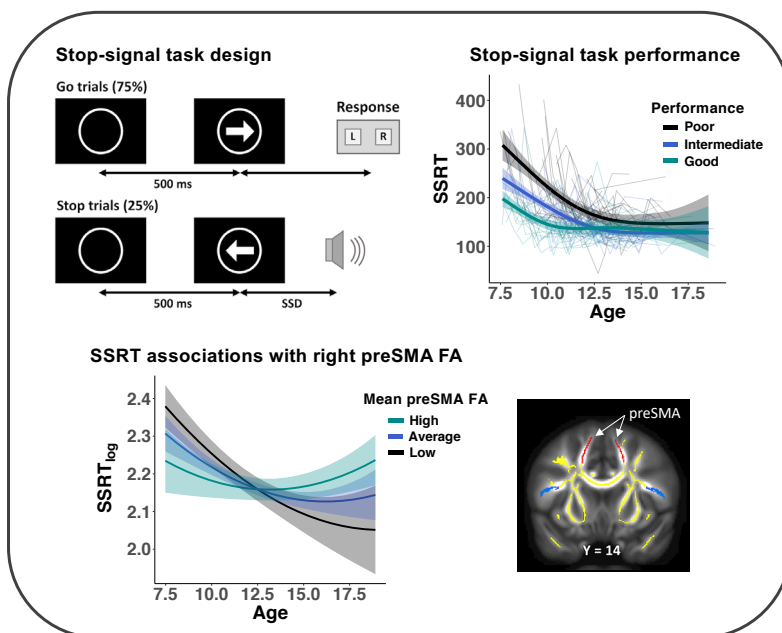 Stop-signal task design
Go trials (75%)
Response
L R
500 ms
Stop trials (25%)
500 ms
SSD
Stop-signal task performance
Performance
Poor
Intermediate
Good
SSRT
400
300
200
100
7.5 10.0 12.5 15.0 17.5
Age
SSRT associations with right preSMA FA
Mean preSMA FA
High
Average
Low
SSRTlog
2.4
2.3
2.2
2.1
2.0
7.5 10.0 12.5 15.0 17.5
Age
preSMA
Y = 14